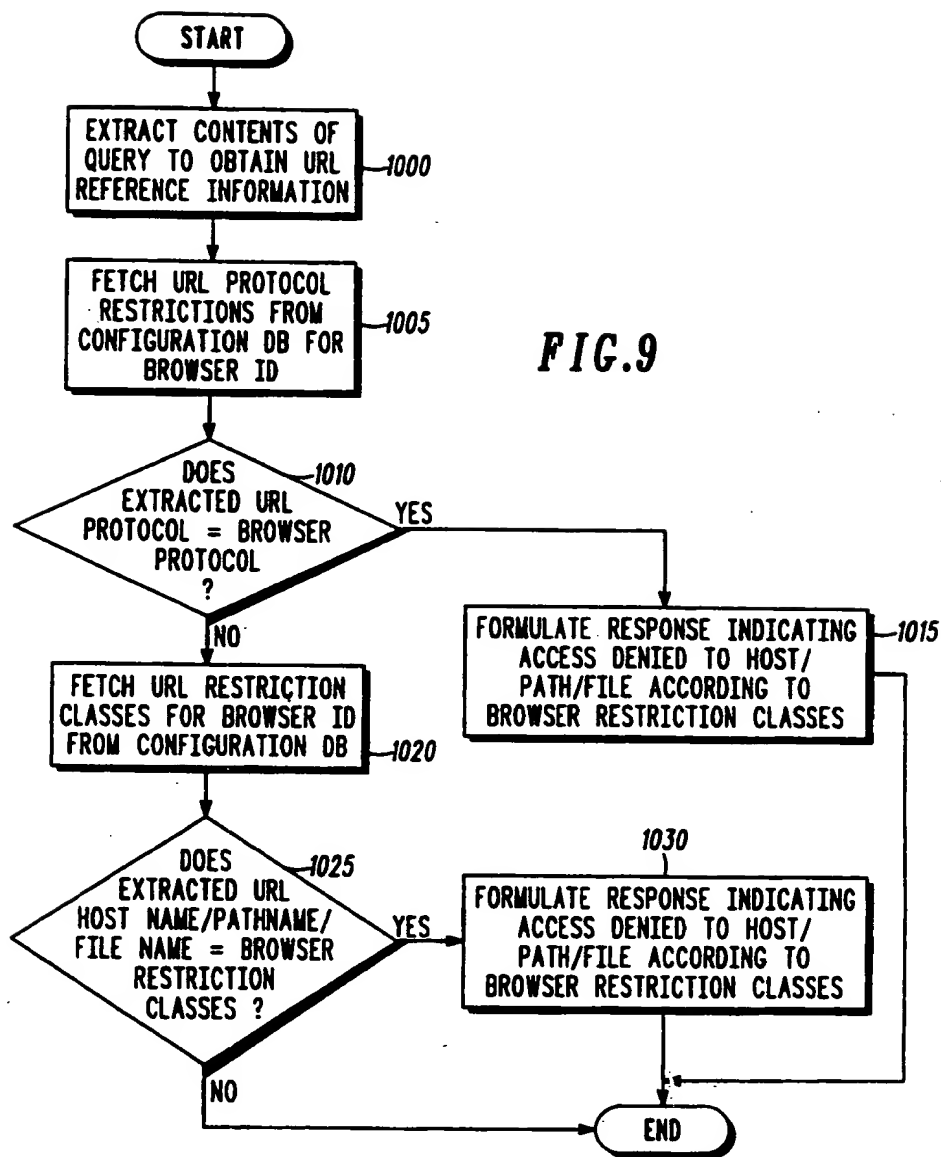 START
EXTRACT CONTENTS OF
QUERY TO OBTAIN URL
REFERENCE INFORMATION
1000
FETCH URL PROTOCOL
RESTRICTIONS FROM
CONFIGURATION DB FOR
BROWSER ID
1005
FIG.9
DOES
EXTRACTED URL
PROTOCOL = BROWSER
PROTOCOL
?
1010
YES
NO
FORMULATE RESPONSE INDICATING
ACCESS DENIED TO HOST/
PATH/FILE ACCORDING TO
BROWSER RESTRICTION CLASSES
1015
FETCH URL RESTRICTION
CLASSES FOR BROWSER ID
FROM CONFIGURATION DB
1020
DOES
EXTRACTED URL
HOST NAME/PATHNAME/
FILE NAME = BROWSER
RESTRICTION
CLASSES ?
1025
YES
NO
1030
FORMULATE RESPONSE INDICATING
ACCESS DENIED TO HOST/
PATH/FILE ACCORDING TO
BROWSER RESTRICTION CLASSES
END